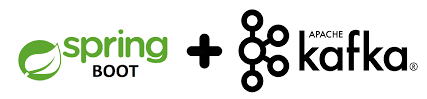 spring
BOOT
+
APACHE
kafka®